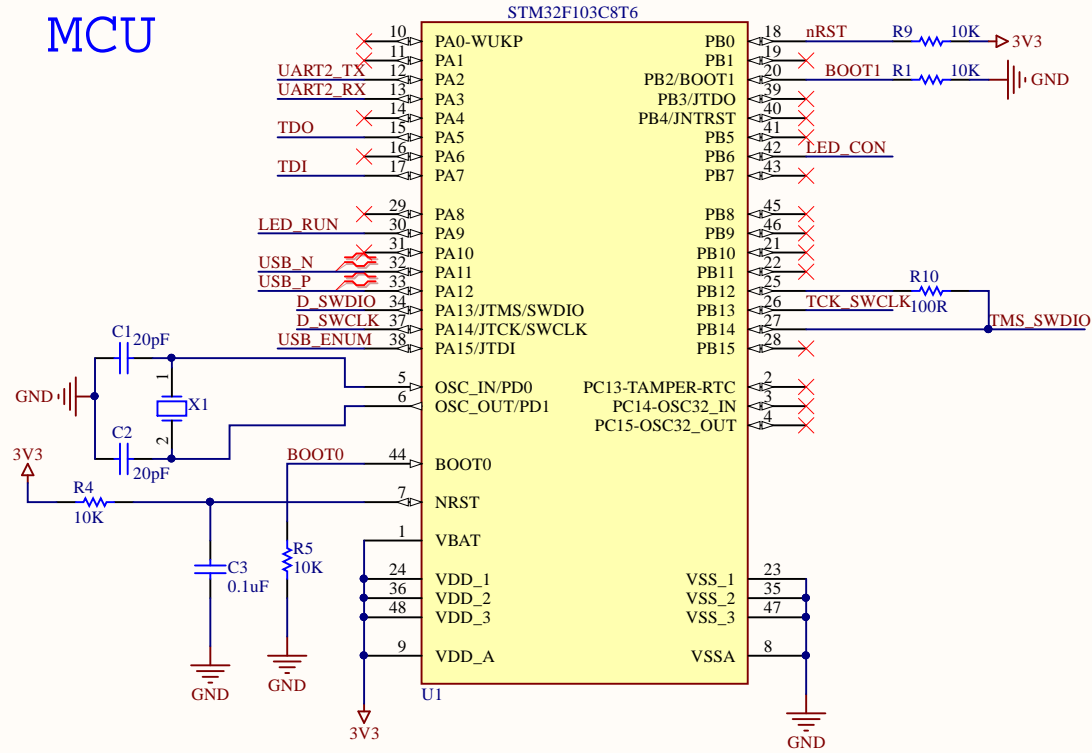 MCU
STM32F103C8T6
10 PA0-WUKP
11 PA1
UART2_TX 12 PA2
UART2_RX 13 PA3
14 PA4
TDO 15 PA5
16 PA6
TDI 17 PA7
29 PA8
LED_RUN 30 PA9
31 PA10
USB_N 32 PA11
USB_P 33 PA12
D_SWDIO 34 PA13/JTMS/SWDIO
D_SWCLK 37 PA14/JTCK/SWCLK
USB_ENUM 38 PA15/JTDI
5 OSC_IN/PD0
6 OSC_OUT/PD1
BOOT0 44 BOOT0
7 NRST
1 VBAT
24 VDD_1
36 VDD_2
48 VDD_3
9 VDD_A
U1
3V3
PB0 18 nRST R9 10K 3V3
PB1 19
PB2/BOOT1 20 BOOT1 R1 10K GND
PB3/JTDO 39
PB4/JNTRST 40
PB5 41
PB6 42 LED_CON
PB7 43
PB8 45
PB9 46
PB10 21
PB11 22
PB12 25 R10 100R
PB13 26 TCK_SWCLK
PB14 27 TMS_SWDIO
PB15 28
PC13-TAMPER-RTC 2
PC14-OSC32_IN 3
PC15-OSC32_OUT 4
VSS_1 23
VSS_2 35
VSS_3 47
VSSA 8
GND
C1 20pF
GND
1
X1
2
C2
20pF
3V3
R4
10K
C3
0.1uF
GND
R5
10K
GND